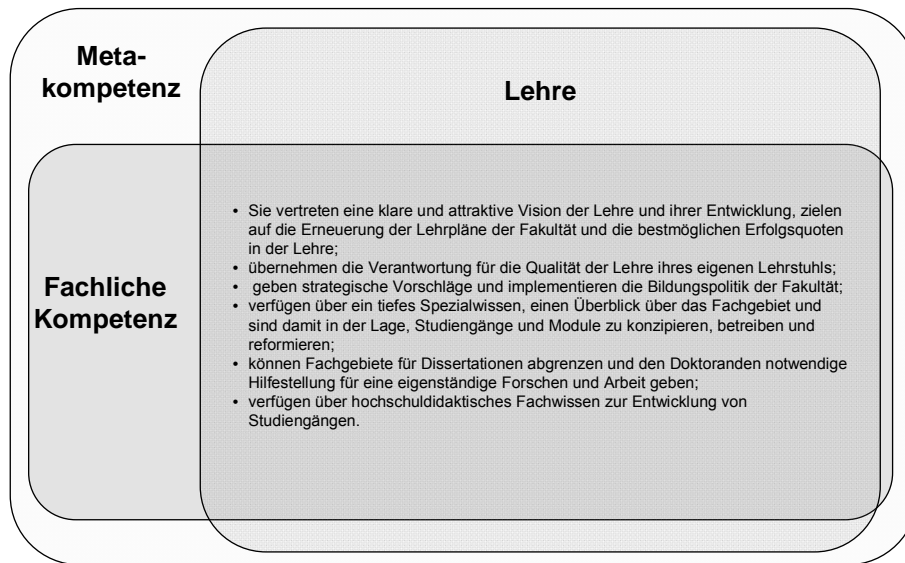 Meta-
kompetenz
Lehre
Fachliche
Kompetenz
• Sie vertreten eine klare und attraktive Vision der Lehre und ihrer Entwicklung, zielen
auf die Erneuerung der Lehrpläne der Fakultät und die bestmöglichen Erfolgsquoten
in der Lehre;
• übernehmen die Verantwortung für die Qualität der Lehre ihres eigenen Lehrstuhls;
• geben strategische Vorschläge und implementieren die Bildungspolitik der Fakultät;
• verfügen über ein tiefes Spezialwissen, einen Überblick über das Fachgebiet und
sind damit in der Lage, Studiengänge und Module zu konzipieren, betreiben und
reformieren;
• können Fachgebiete für Dissertationen abgrenzen und den Doktoranden notwendige
Hilfestellung für eine eigenständige Forschen und Arbeit geben;
• verfügen über hochschuldidaktisches Fachwissen zur Entwicklung von
Studiengängen.